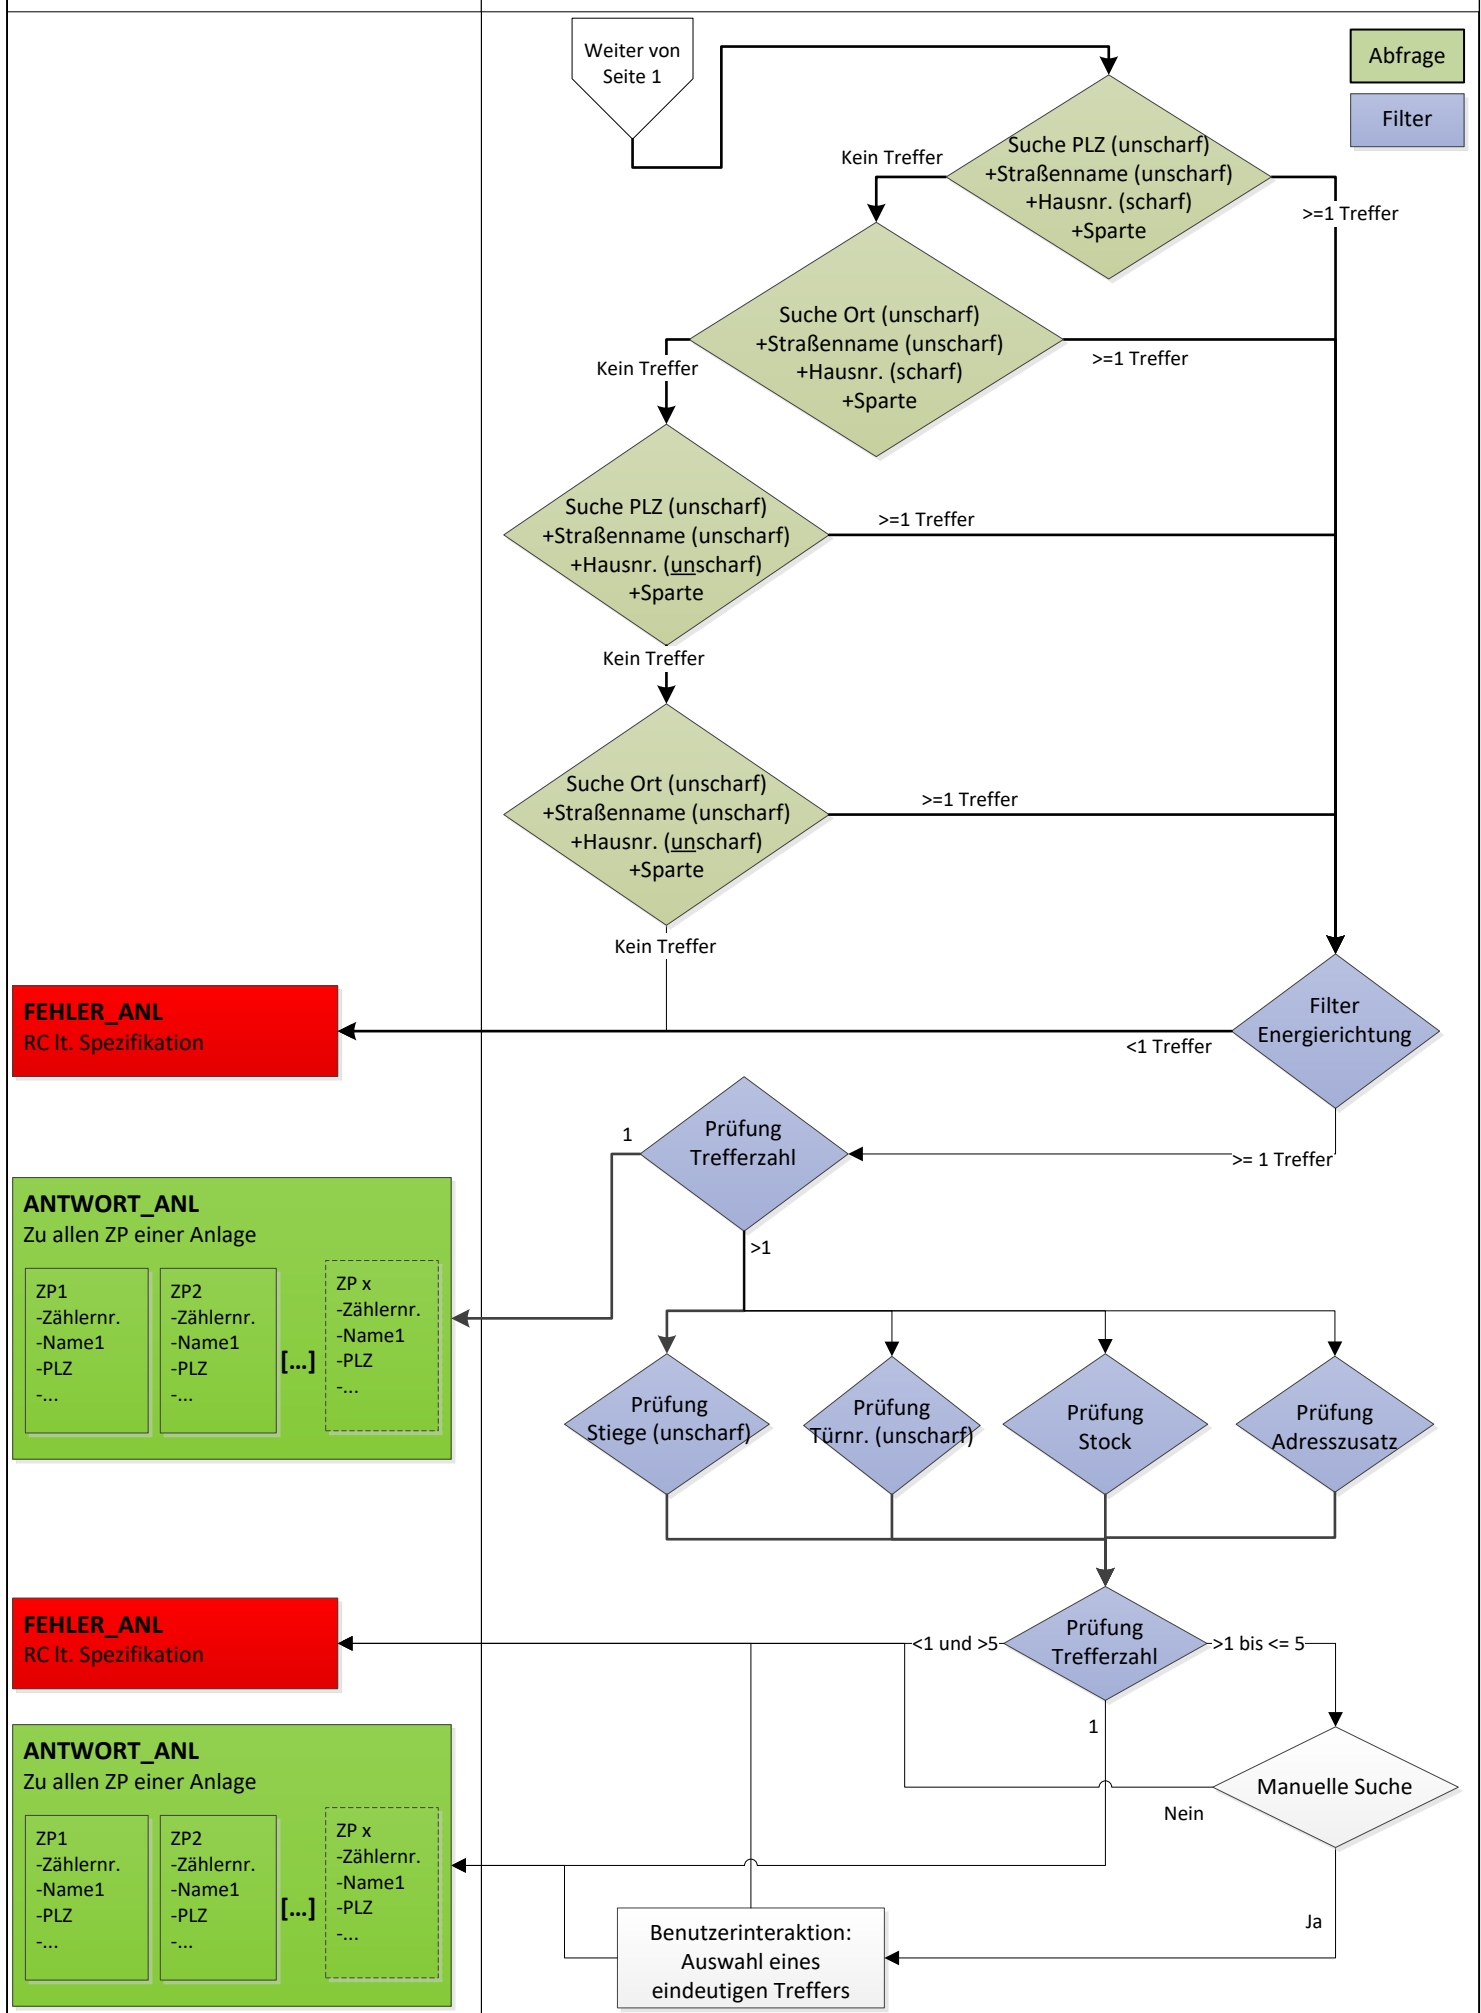 Weiter von
Seite 1
Abfrage
Filter
Suche PLZ (unscharf)
+Straßenname (unscharf)
+Hausnr. (scharf)
+Sparte
Kein Treffer
>=1 Treffer
Suche Ort (unscharf)
+Straßenname (unscharf)
+Hausnr. (scharf)
+Sparte
Kein Treffer
>=1 Treffer
Suche PLZ (unscharf)
+Straßenname (unscharf)
+Hausnr. (unscharf)
+Sparte
>=1 Treffer
Kein Treffer
Suche Ort (unscharf)
+Straßenname (unscharf)
+Hausnr. (unscharf)
+Sparte
>=1 Treffer
Kein Treffer
FEHLER_ANL
RC lt. Spezifikation
Filter
Energierichtung
<1 Treffer
>= 1 Treffer
Prüfung
Trefferzahl
1
>1
ANTWORT_ANL
Zu allen ZP einer Anlage
ZP1
-Zählernr.
-Name1
-PLZ
-...
ZP2
-Zählernr.
-Name1
-PLZ
-...
[...]
ZP x
-Zählernr.
-Name1
-PLZ
-...
Prüfung
Stiege (unscharf)
Prüfung
Türnr. (unscharf)
Prüfung
Stock
Prüfung
Adresszusatz
FEHLER_ANL
RC lt. Spezifikation
<1 und >5
Prüfung
Trefferzahl
>1 bis <= 5
1
Manuelle Suche
Nein
Ja
ANTWORT_ANL
Zu allen ZP einer Anlage
ZP1
-Zählernr.
-Name1
-PLZ
-...
ZP2
-Zählernr.
-Name1
-PLZ
-...
[...]
ZP x
-Zählernr.
-Name1
-PLZ
-...
Benutzerinteraktion:
Auswahl eines
eindeutigen Treffers